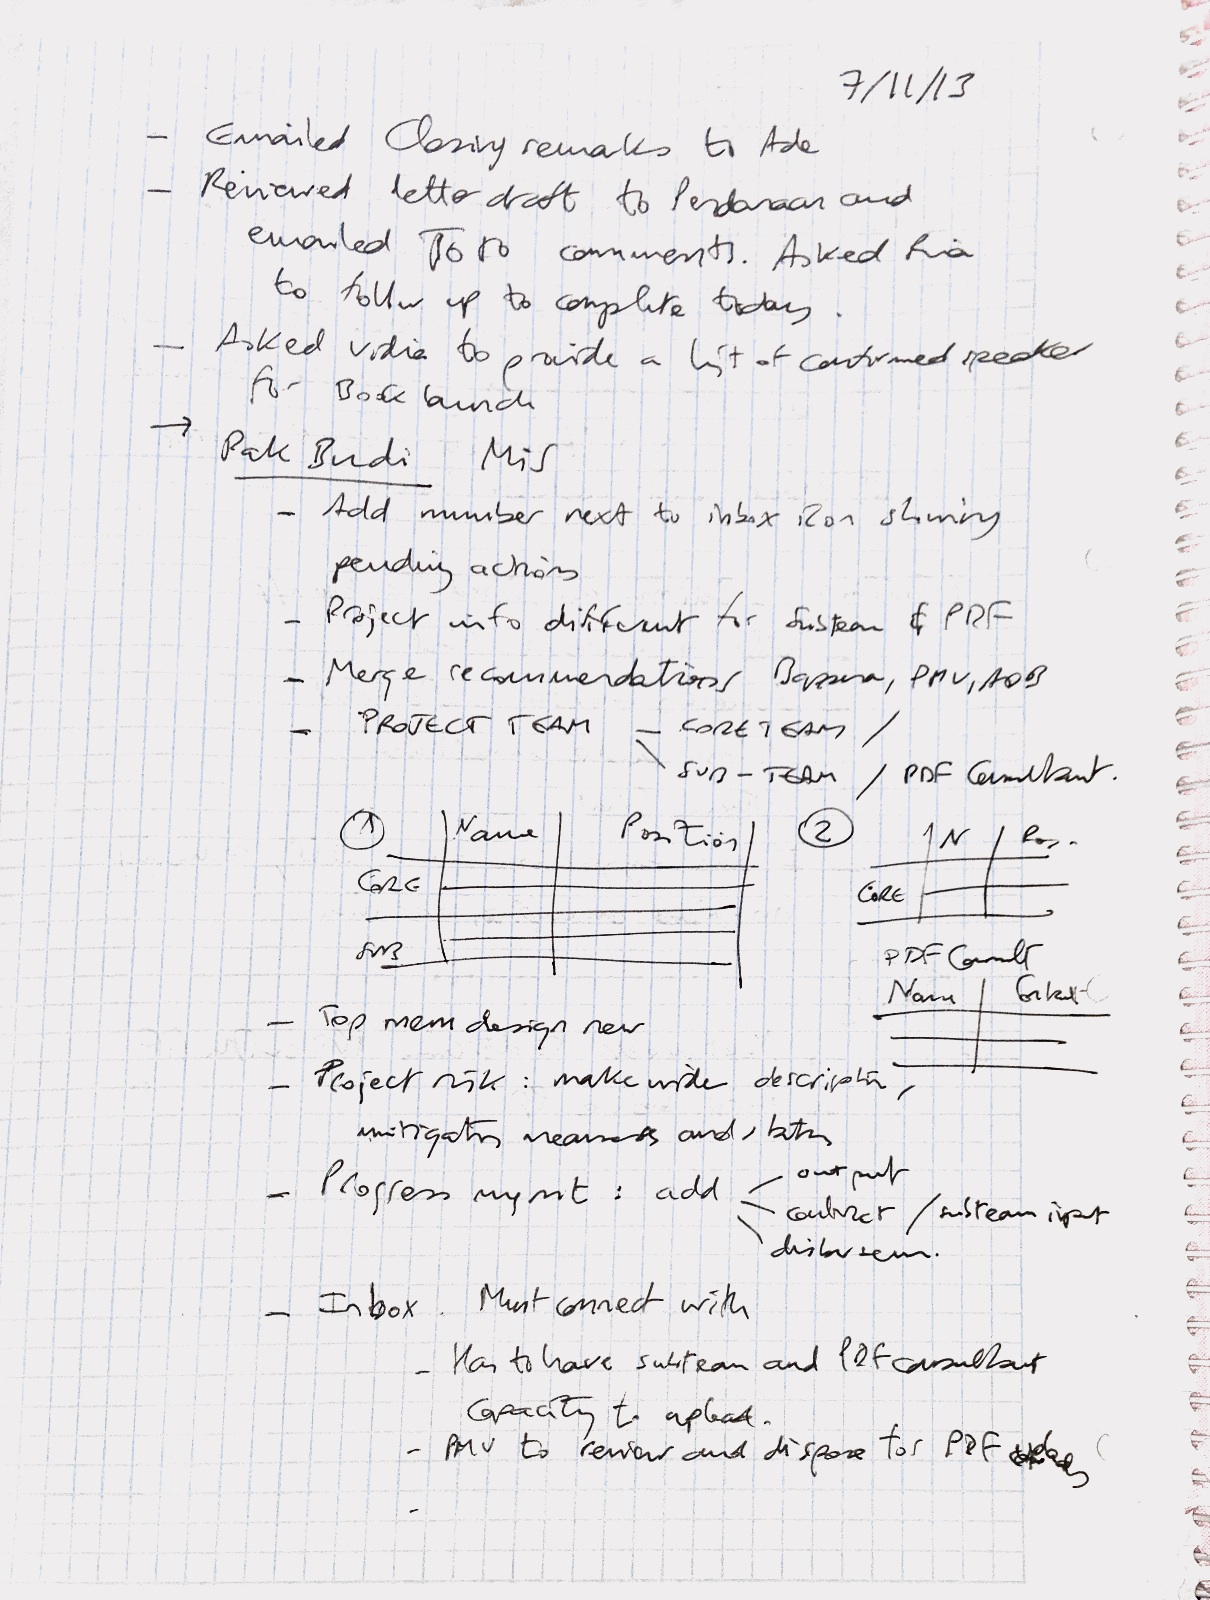 7/11/13
- Emailed Closing remarks to Ade
- Reviewed letter draft to Perdanaan and
emailed Toto comments. Asked Ria
to follow up to complete today.
- Asked Vidia to provide a list of confirmed speaker
for Book launch
→ Pak Budi MIS
- Add number next to inbox icon showing
pending actions
- Project info different for subteam & PDF
- Merge recommendations Bappena, PMU, ADB
- PROJECT TEAM - CORE TEAM /
\ SUB-TEAM / PDF Consultant.
① Name Position ② N Pos.
CORE CORE
SUB PDF Consult
Name
- Top menu design new
- Project risk: make wider description,
mitigation measures and
- Progress mgmt: add output
contract / subteam input
disbursem.
- Inbox. Must connect with
- Has to have subteam and PDF consultant
capacity to upload.
- PMU to review and dispose for PDF
-